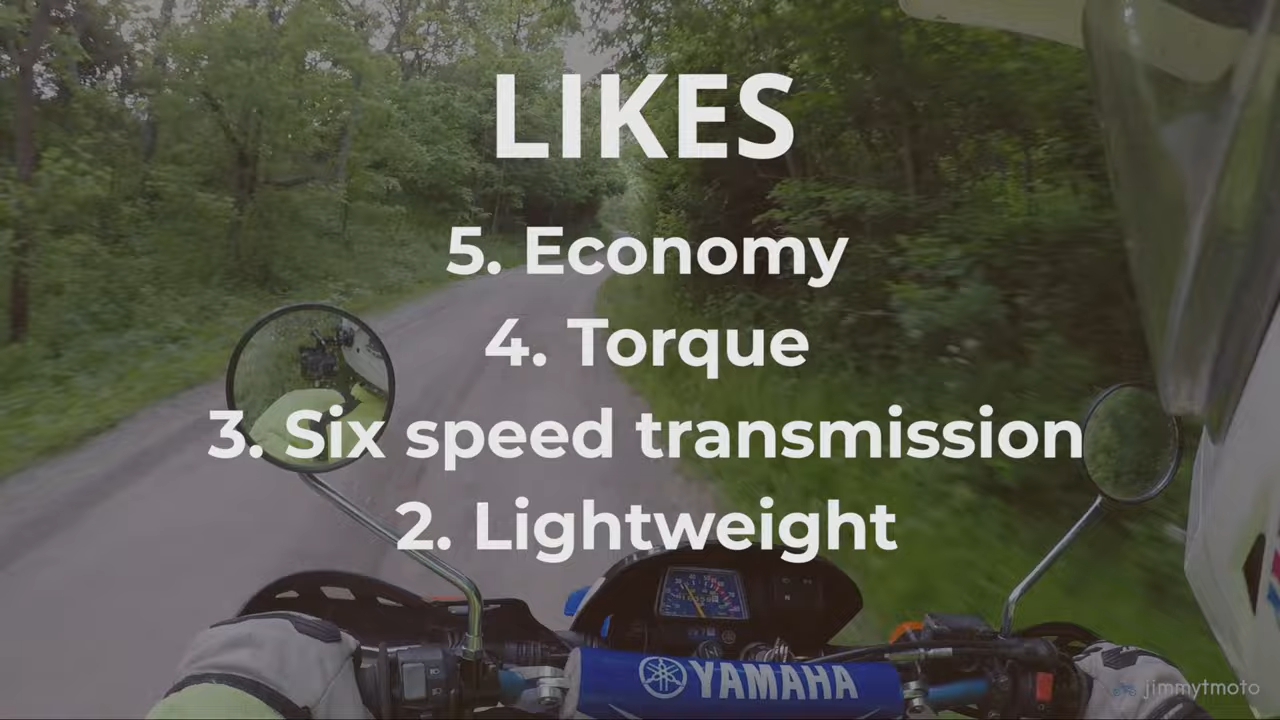 LIKES
5. Economy
4. Torque
3. Six speed transmission
2. Lightweight
YAMAHA
jimmytmoto